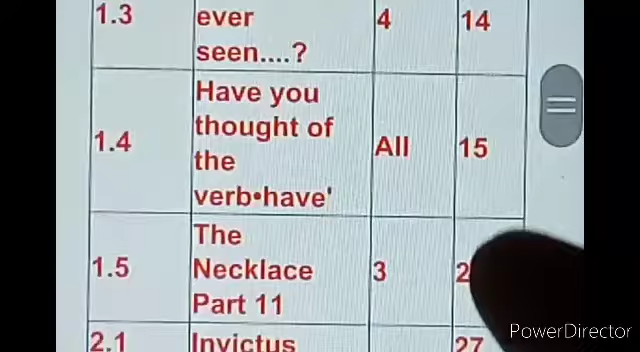 1.3 ever 4 14
seen....?
Have you
thought of
1.4 the All 15
verb•have'
The
1.5 Necklace 3
Part 11
2.1 Invictus 27
PowerDirector